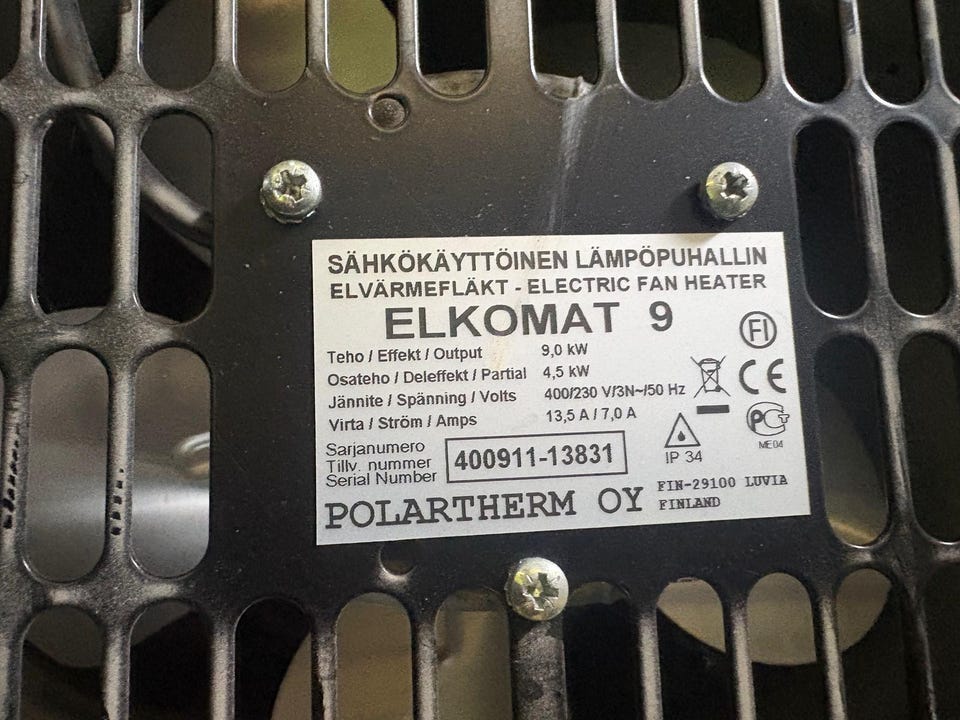 SÄHKÖKÄYTTÖINEN LÄMPÖPUHALLIN
ELVÄRMEFLÄKT - ELECTRIC FAN HEATER
ELKOMAT 9
FI
Teho / Effekt / Output 9,0 kW
Osateho / Deleffekt / Partial 4,5 kW
Jännite / Spänning / Volts 400/230 V/3N~/50 Hz
Virta / Ström / Amps 13,5 A / 7,0 A
CE
PCT
ME04
IP 34
Sarjanumero
Tillv. nummer
Serial Number
400911-13831
POLARTHERM OY
FIN-29100 LUVIA
FINLAND